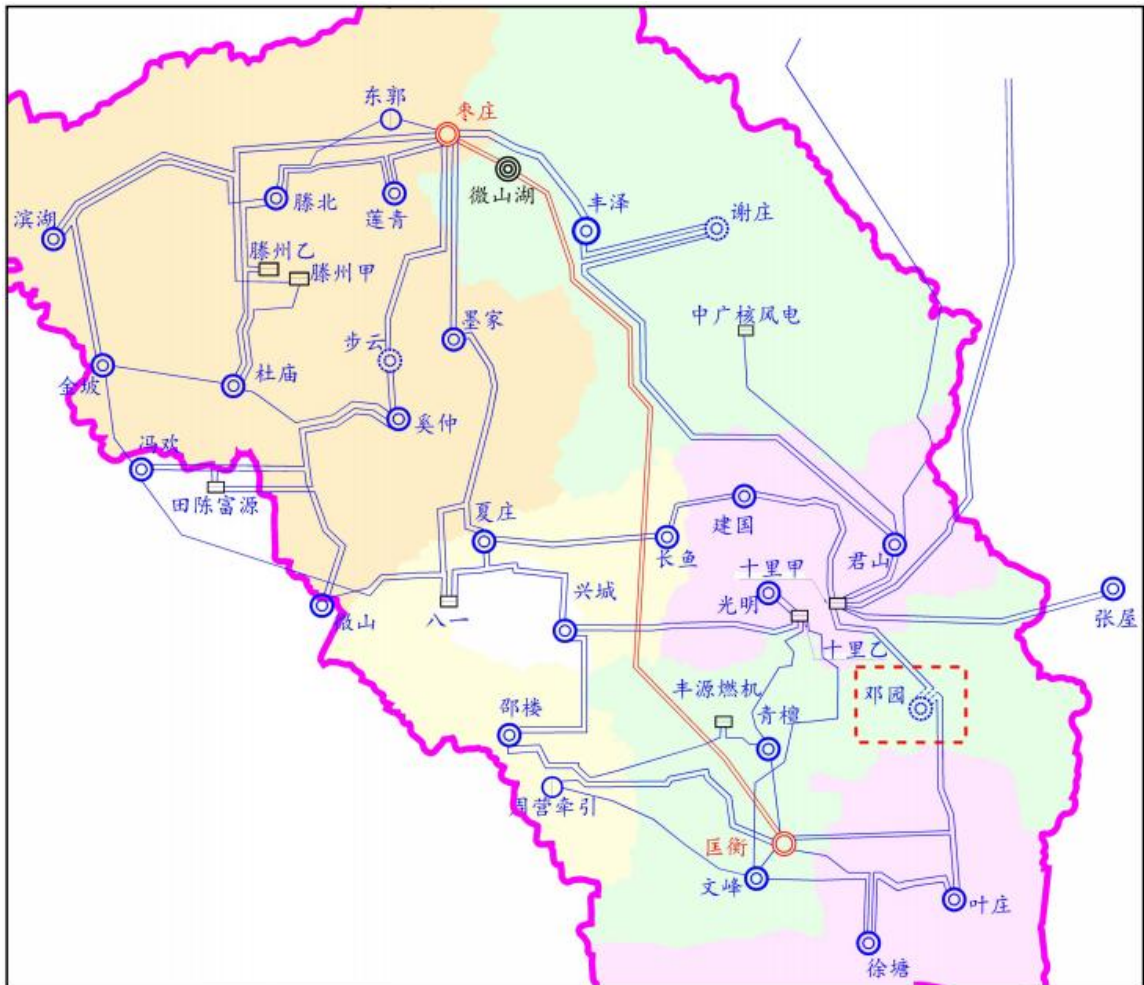 东郭
枣庄
微山湖
滨湖
滕北
莲青
丰泽
谢庄
滕州乙
滕州甲
中广核风电
墨家
步云
金坡
杜庙
奚仲
冯欢
田陈富源
夏庄
长鱼
建国
君山
十里甲
微山
八一
兴城
光明
张屋
十里乙
丰源燃机
邓园
邵楼
青檀
周营牵引
匡衡
文峰
叶庄
徐塘